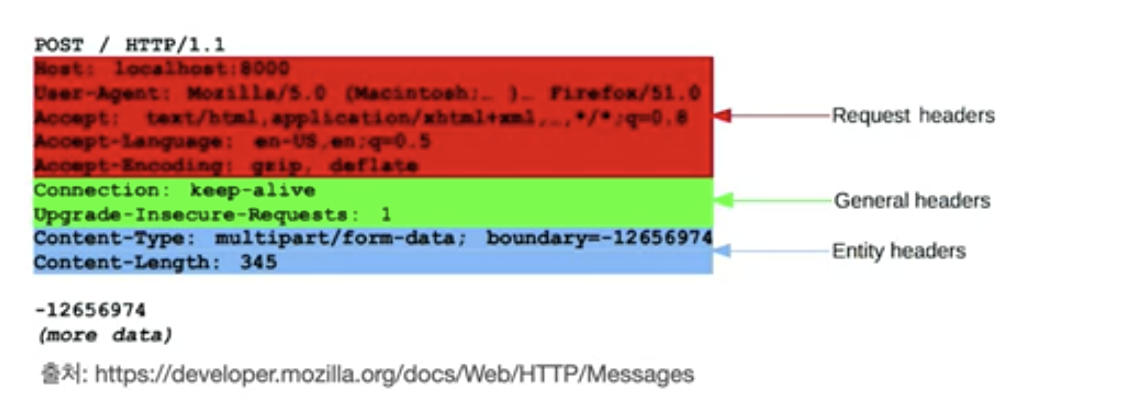 POST / HTTP/1.1
Host: localhost:8000
User-Agent: Mozilla/5.0 (Macintosh;… )… Firefox/51.0
Accept: text/html,application/xhtml+xml,…,*/*;q=0.8
Accept-Language: en-US,en;q=0.5
Accept-Encoding: gzip, deflate
Request headers
Connection: keep-alive
Upgrade-Insecure-Requests: 1
General headers
Content-Type: multipart/form-data; boundary=-12656974
Content-Length: 345
Entity headers
-12656974
(more data)
출처: https://developer.mozilla.org/docs/Web/HTTP/Messages